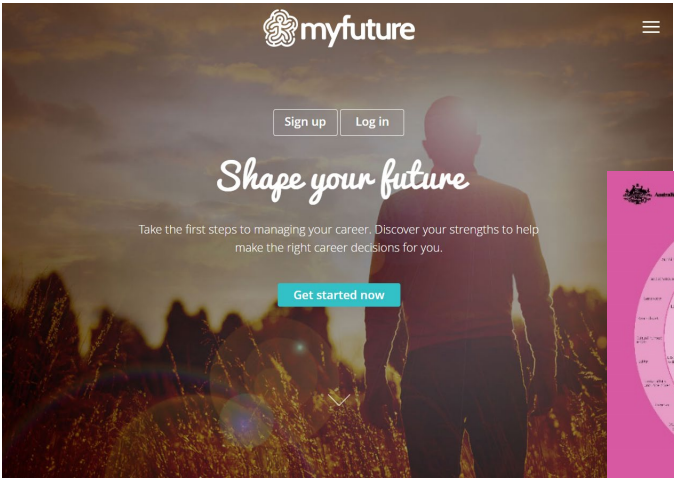 myfuture
Sign up
Log in
Shape your future
Take the first steps to managing your career. Discover your strengths to help
make the right career decisions for you.
Get started now